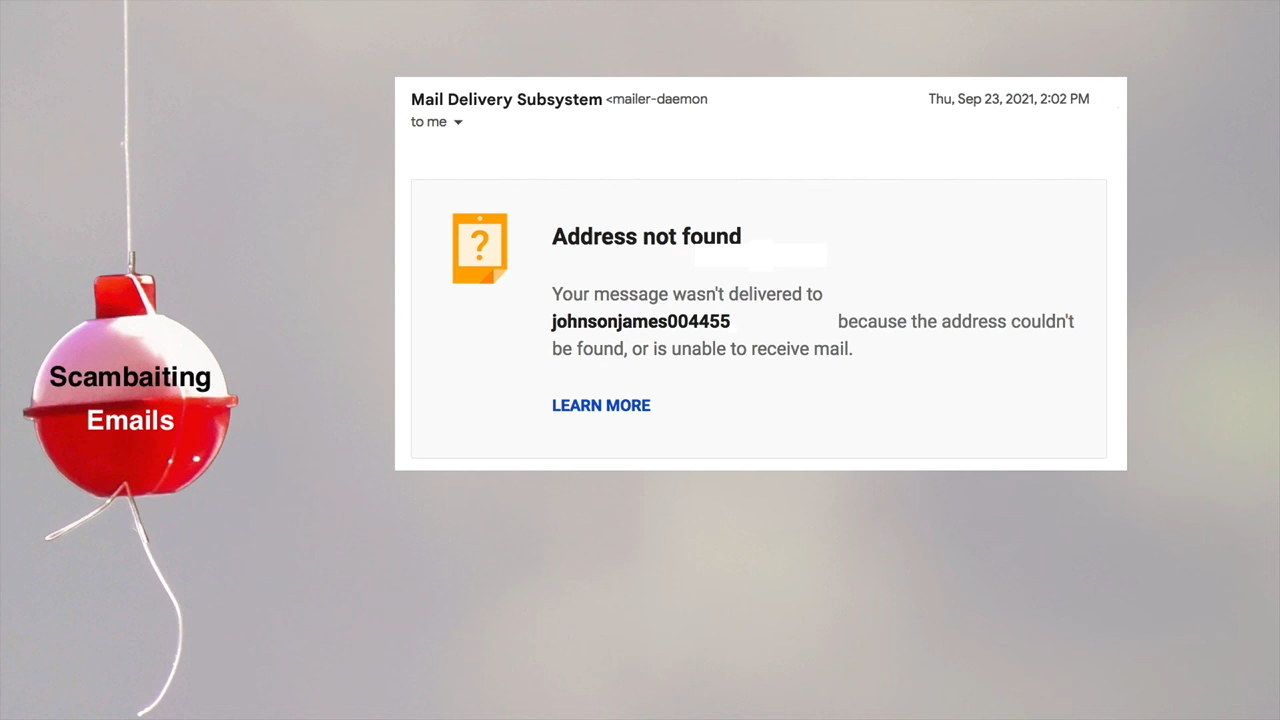 Mail Delivery Subsystem <mailer-daemon
Thu, Sep 23, 2021, 2:02 PM
to me
?
Address not found
Your message wasn't delivered to
johnsonjames004455 because the address couldn't
be found, or is unable to receive mail.
LEARN MORE
Scambaiting
Emails